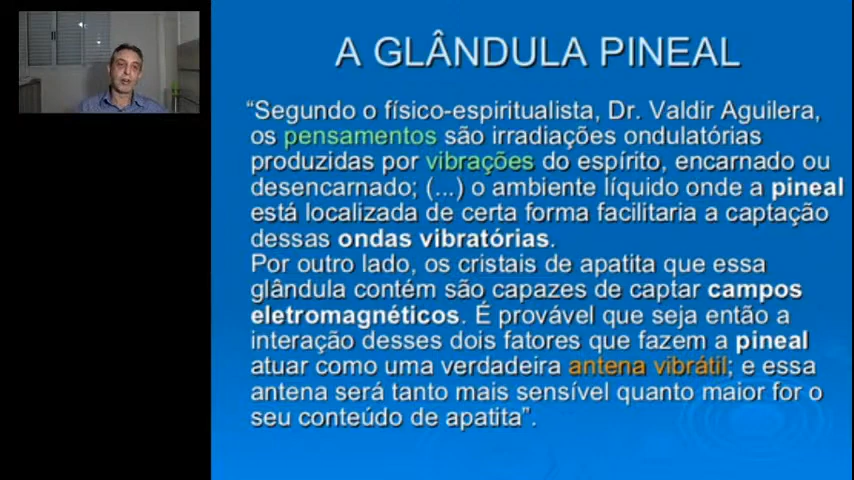 A GLÂNDULA PINEAL
“Segundo o físico-espiritualista, Dr. Valdir Aguilera,
os pensamentos são irradiações ondulatórias
produzidas por vibrações do espírito, encarnado ou
desencarnado; (...) o ambiente líquido onde a pineal
está localizada de certa forma facilitaria a captação
dessas ondas vibratórias.
Por outro lado, os cristais de apatita que essa
glândula contém são capazes de captar campos
eletromagnéticos. É provável que seja então a
interação desses dois fatores que fazem a pineal
atuar como uma verdadeira antena vibrátil; e essa
antena será tanto mais sensível quanto maior for o
seu conteúdo de apatita”.